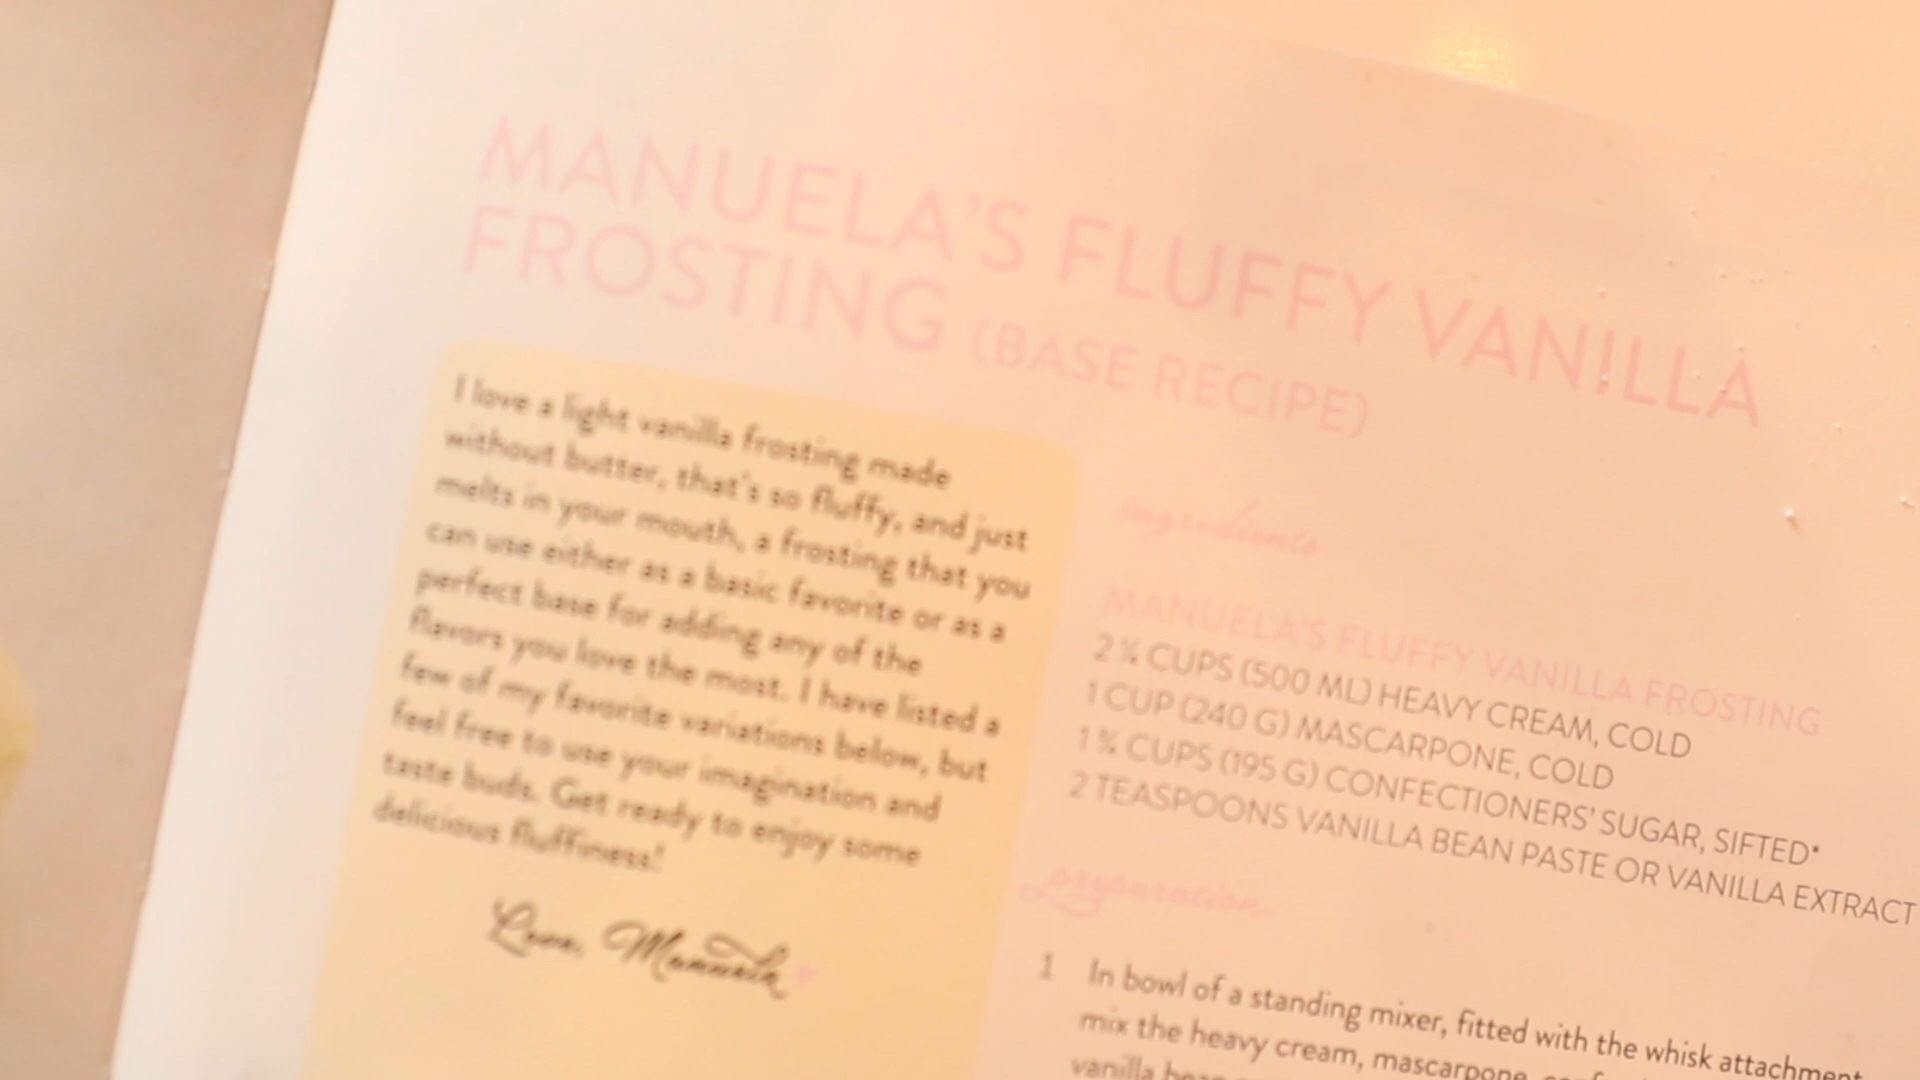 MANUELA'S FLUFFY VANILLA
FROSTING (BASE RECIPE)
I love a light vanilla frosting made
without butter, that's so fluffy, and just
melts in your mouth, a frosting that you
can use either as a basic favorite or as a
perfect base for adding any of the
flavors you love the most. I have listed a
few of my favorite variations below, but
feel free to use your imagination and
taste buds. Get ready to enjoy some
delicious fluffiness!
Love, Manuela
ingredients
MANUELA'S FLUFFY VANILLA FROSTING
2 CUPS (500 ML) HEAVY CREAM, COLD
1 CUP (240 G) MASCARPONE, COLD
1 CUPS (195 G) CONFECTIONERS' SUGAR, SIFTED*
2 TEASPOONS VANILLA BEAN PASTE OR VANILLA EXTRACT
preparation
1 In bowl of a standing mixer, fitted with the whisk attachment
mix the heavy cream, mascarpone,
vanilla